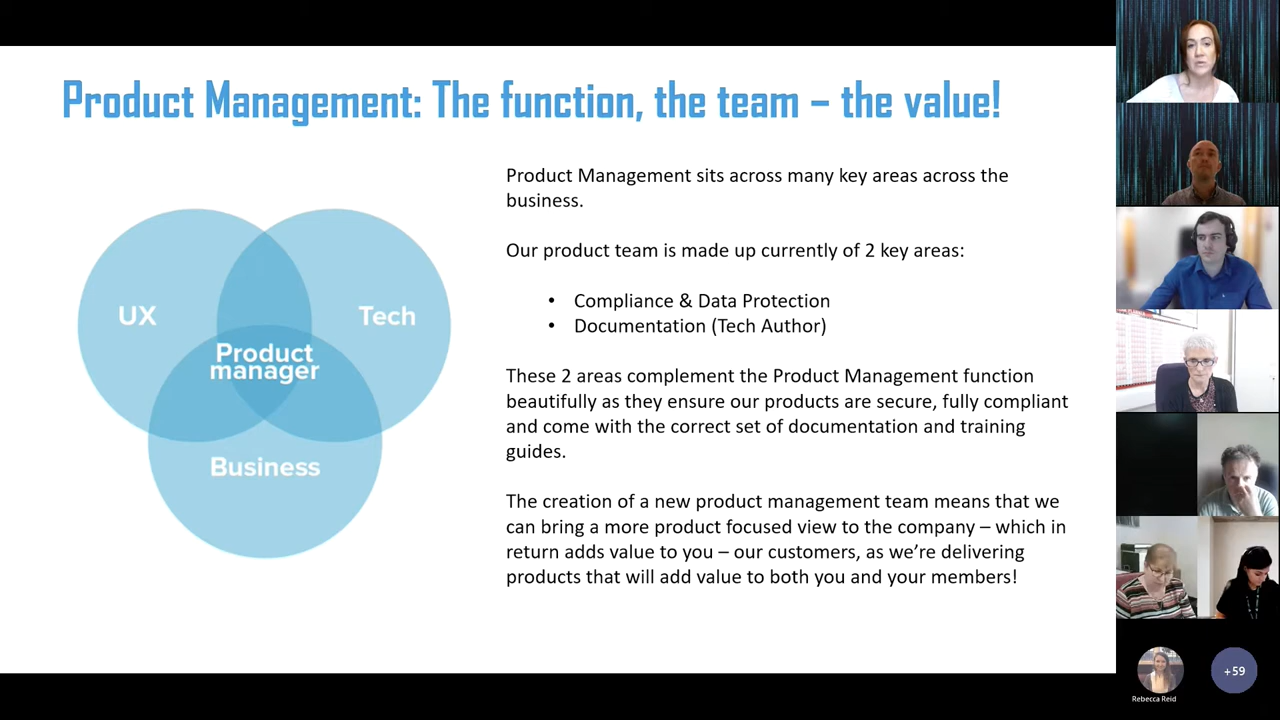 Product Management: The function, the team – the value!
UX
Tech
Product
manager
Business
Product Management sits across many key areas across the
business.
Our product team is made up currently of 2 key areas:
• Compliance & Data Protection
• Documentation (Tech Author)
These 2 areas complement the Product Management function
beautifully as they ensure our products are secure, fully compliant
and come with the correct set of documentation and training
guides.
The creation of a new product management team means that we
can bring a more product focused view to the company – which in
return adds value to you – our customers, as we’re delivering
products that will add value to both you and your members!
+59
Rebecca Reid